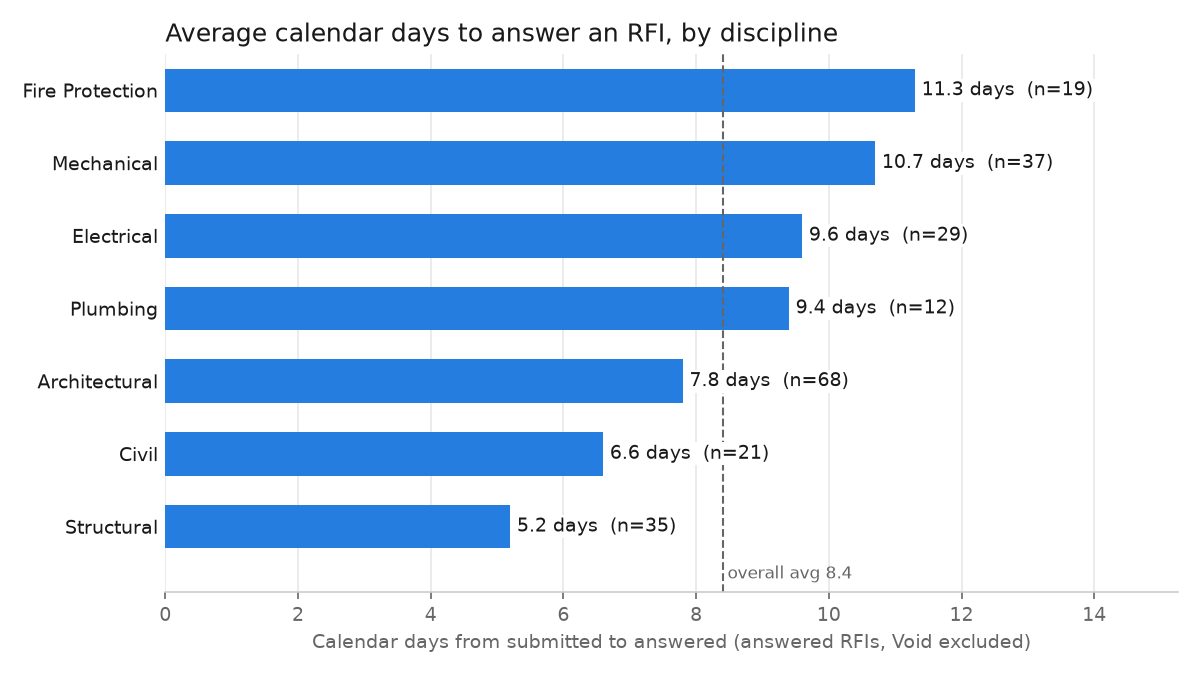 Average calendar days to answer an RFI, by discipline
Fire Protection 11.3 days (n=19)
Mechanical 10.7 days (n=37)
Electrical 9.6 days (n=29)
Plumbing 9.4 days (n=12)
Architectural 7.8 days (n=68)
Civil 6.6 days (n=21)
Structural 5.2 days (n=35)
overall avg 8.4
0 2 4 6 8 10 12 14
Calendar days from submitted to answered (answered RFIs, Void excluded)